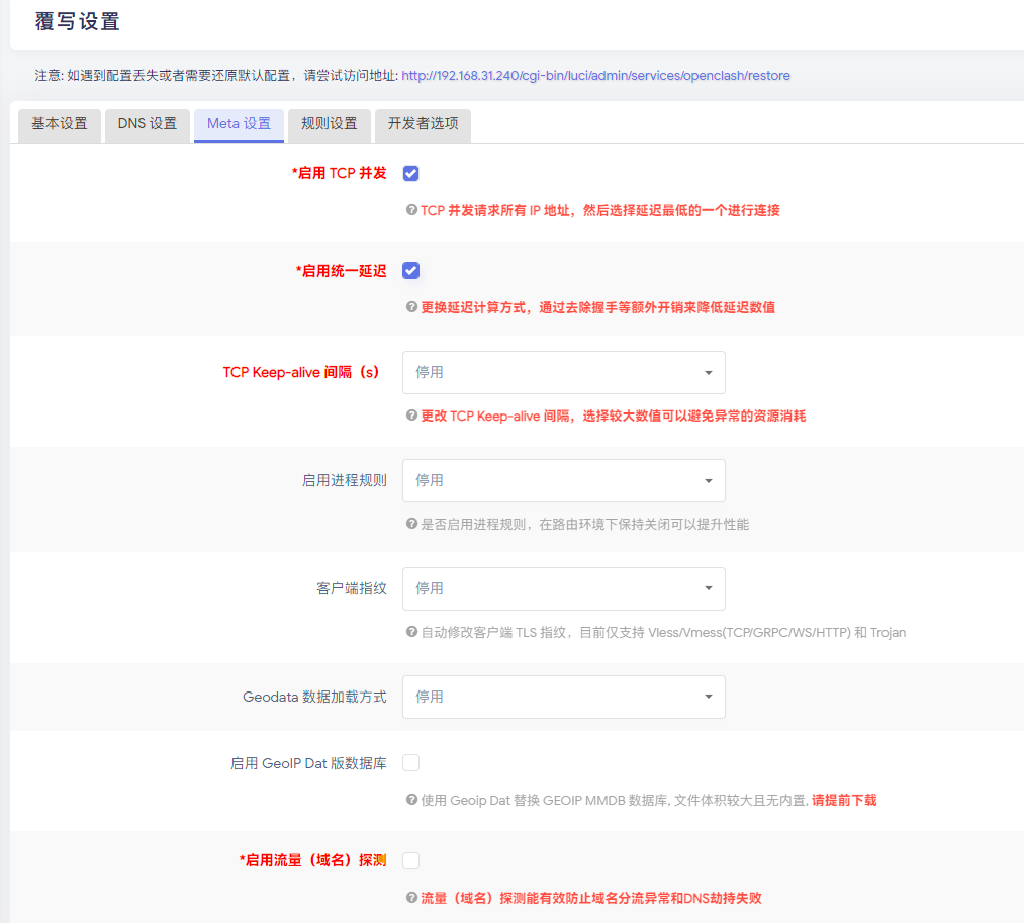 覆写设置
注意: 如遇到配置丢失或者需要还原默认配置，请尝试访问地址: http://192.168.31.240/cgi-bin/luci/admin/services/openclash/restore
基本设置 DNS 设置 Meta 设置 规则设置 开发者选项
*启用 TCP 并发
TCP 并发请求所有 IP 地址，然后选择延迟最低的一个进行连接
*启用统一延迟
更换延迟计算方式，通过去除握手等额外开销来降低延迟数值
TCP Keep-alive 间隔（s） 停用
更改 TCP Keep-alive 间隔，选择较大数值可以避免异常的资源消耗
启用进程规则 停用
是否启用进程规则，在路由环境下保持关闭可以提升性能
客户端指纹 停用
自动修改客户端 TLS 指纹，目前仅支持 Vless/Vmess(TCP/GRPC/WS/HTTP) 和 Trojan
Geodata 数据加载方式 停用
启用 GeoIP Dat 版数据库
使用 Geoip Dat 替换 GEOIP MMDB 数据库, 文件体积较大且无内置, 请提前下载
*启用流量（域名）探测
流量（域名）探测能有效防止域名分流异常和DNS劫持失败